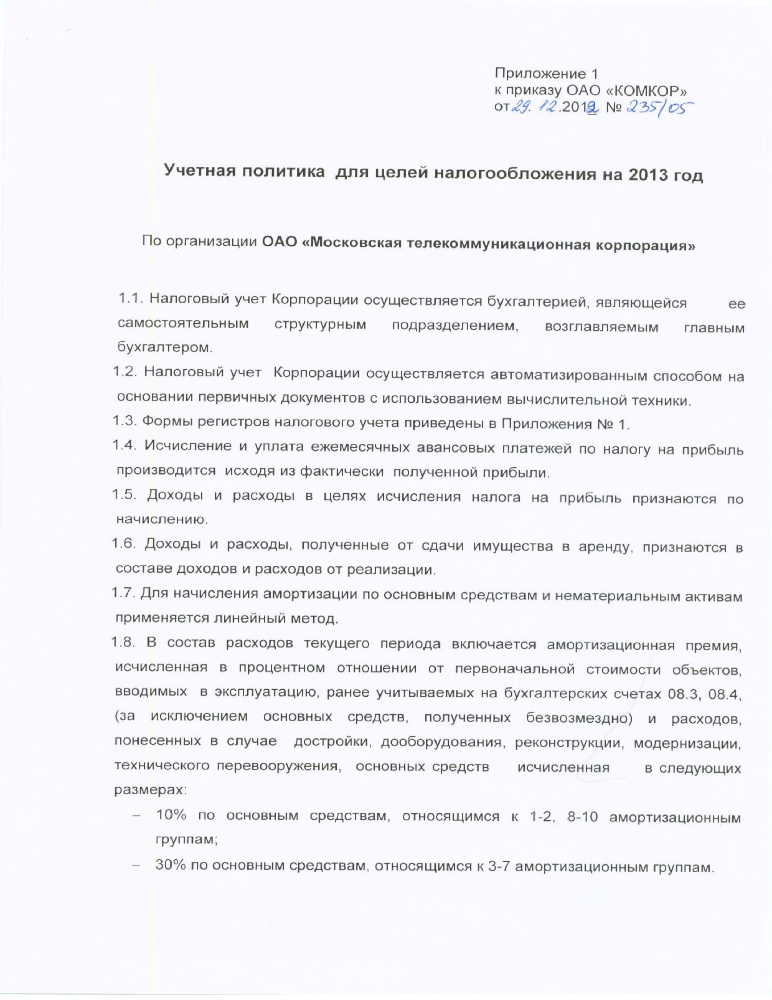 Приложение 1
к приказу ОАО «КОМКОР»
от 29. 12.2012 № 235/05
Учетная политика для целей налогообложения на 2013 год
По организации ОАО «Московская телекоммуникационная корпорация»
1.1. Налоговый учет Корпорации осуществляется бухгалтерией, являющейся ее
самостоятельным структурным подразделением, возглавляемым главным
бухгалтером.
1.2. Налоговый учет Корпорации осуществляется автоматизированным способом на
основании первичных документов с использованием вычислительной техники.
1.3. Формы регистров налогового учета приведены в Приложения № 1.
1.4. Исчисление и уплата ежемесячных авансовых платежей по налогу на прибыль
производится исходя из фактически полученной прибыли.
1.5. Доходы и расходы в целях исчисления налога на прибыль признаются по
начислению.
1.6. Доходы и расходы, полученные от сдачи имущества в аренду, признаются в
составе доходов и расходов от реализации.
1.7. Для начисления амортизации по основным средствам и нематериальным активам
применяется линейный метод.
1.8. В состав расходов текущего периода включается амортизационная премия,
исчисленная в процентном отношении от первоначальной стоимости объектов,
вводимых в эксплуатацию, ранее учитываемых на бухгалтерских счетах 08.3, 08.4,
(за исключением основных средств, полученных безвозмездно) и расходов,
понесенных в случае достройки, дооборудования, реконструкции, модернизации,
технического перевооружения, основных средств исчисленная в следующих
размерах:
– 10% по основным средствам, относящимся к 1-2, 8-10 амортизационным
группам;
– 30% по основным средствам, относящимся к 3-7 амортизационным группам.